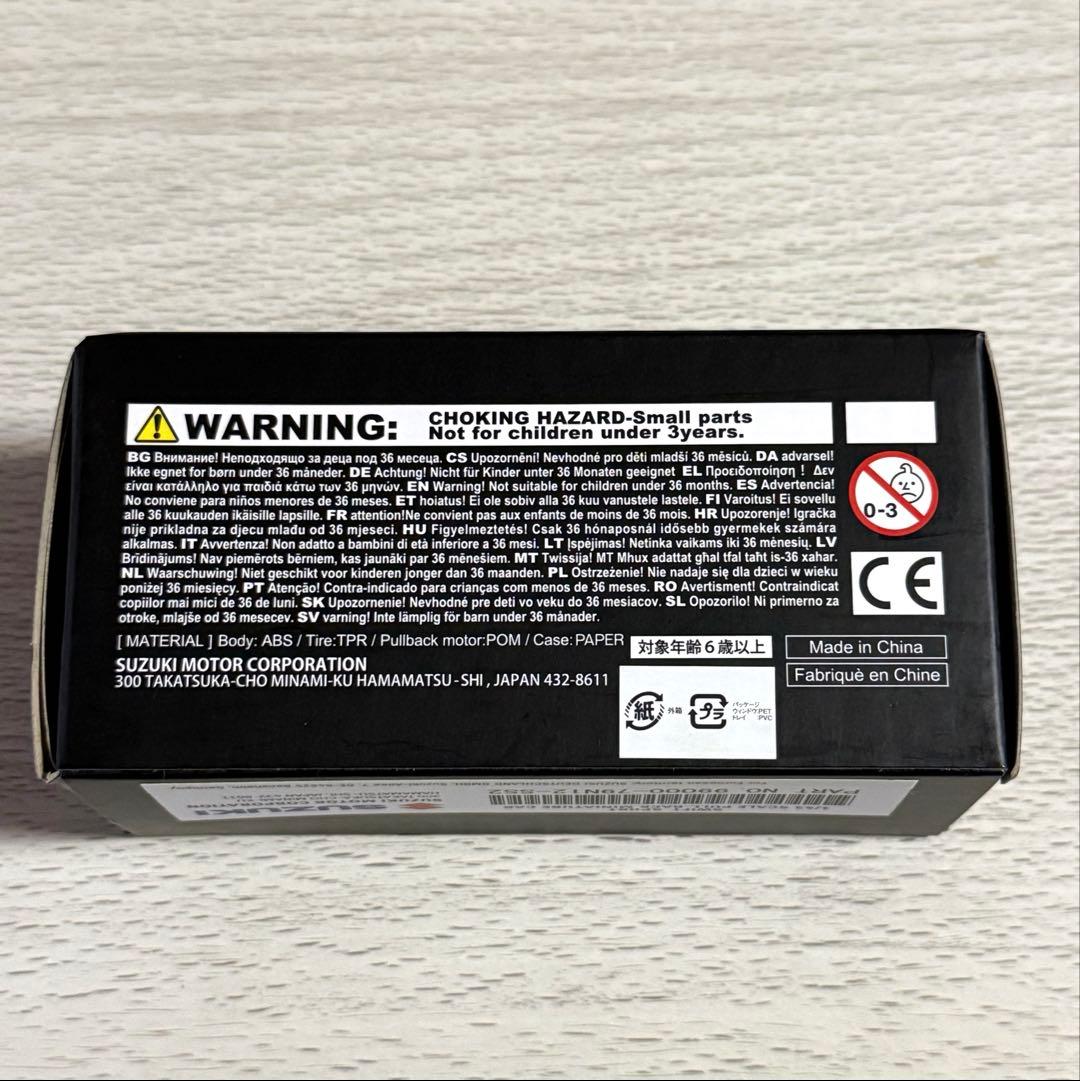 WARNING:
CHOKING HAZARD-Small parts
Not for children under 3years.
BG Внимание! Неподходящо за деца под 36 месеца. CS Upozornění! Nevhodné pro děti mladší 36 měsíců. DA advarsel!
Ikke egnet for børn under 36 måneder. DE Achtung! Nicht für Kinder unter 36 Monaten geeignet EL Προειδοποίηση ! Δεν
είναι κατάλληλο για παιδιά κάτω των 36 μηνών. EN Warning! Not suitable for children under 36 months. ES Advertencia!
No conviene para niños menores de 36 meses. ET hoiatus! Ei ole sobiv alla 36 kuu vanustele lastele. FI Varoitus! Ei sovellu
alle 36 kuukauden ikäisille lapsille. FR attention!Ne convient pas aux enfants de moins de 36 mois. HR Upozorenje! Igračka
nije prikladna za djecu mlađu od 36 mjeseci. HU Figyelmeztetés! Csak 36 hónaposnál idősebb gyermekek számára
alkalmas. IT Avvertenza! Non adatto a bambini di età inferiore a 36 mesi. LT Įspėjimas! Netinka vaikams iki 36 mėnesių. LV
Brīdinājums! Nav piemērots bērniem, kas jaunāki par 36 mēnešiem. MT Twissija! MT Mhux adattat għal tfal taħt is-36 xahar.
NL Waarschuwing! Niet geschikt voor kinderen jonger dan 36 maanden. PL Ostrzeżenie! Nie nadaje się dla dzieci w wieku
poniżej 36 miesięcy. PT Atenção! Contra-indicado para crianças com menos de 36 meses. RO Avertisment! Contraindicat
copiilor mai mici de 36 de luni. SK Upozornenie! Nevhodné pre deti vo veku do 36 mesiacov. SL Opozorilo! Ni primerno za
otroke, mlajše od 36 mesecev. SV varning! Inte lämplig för barn under 36 månader.
0-3
CE
[ MATERIAL ] Body: ABS / Tire:TPR / Pullback motor:POM / Case: PAPER
対象年齢6歳以上
Made in China
Fabriquè en Chine
SUZUKI MOTOR CORPORATION
300 TAKATSUKA-CHO MINAMI-KU HAMAMATSU-SHI , JAPAN 432-8611
紙 外箱
プラ
パッケージ
ウィンドウ:PET
トレイ :PVC
PART NO. 99000-79N12-SS2
SUZUKI
SUZUKI MOTOR CORPORATION